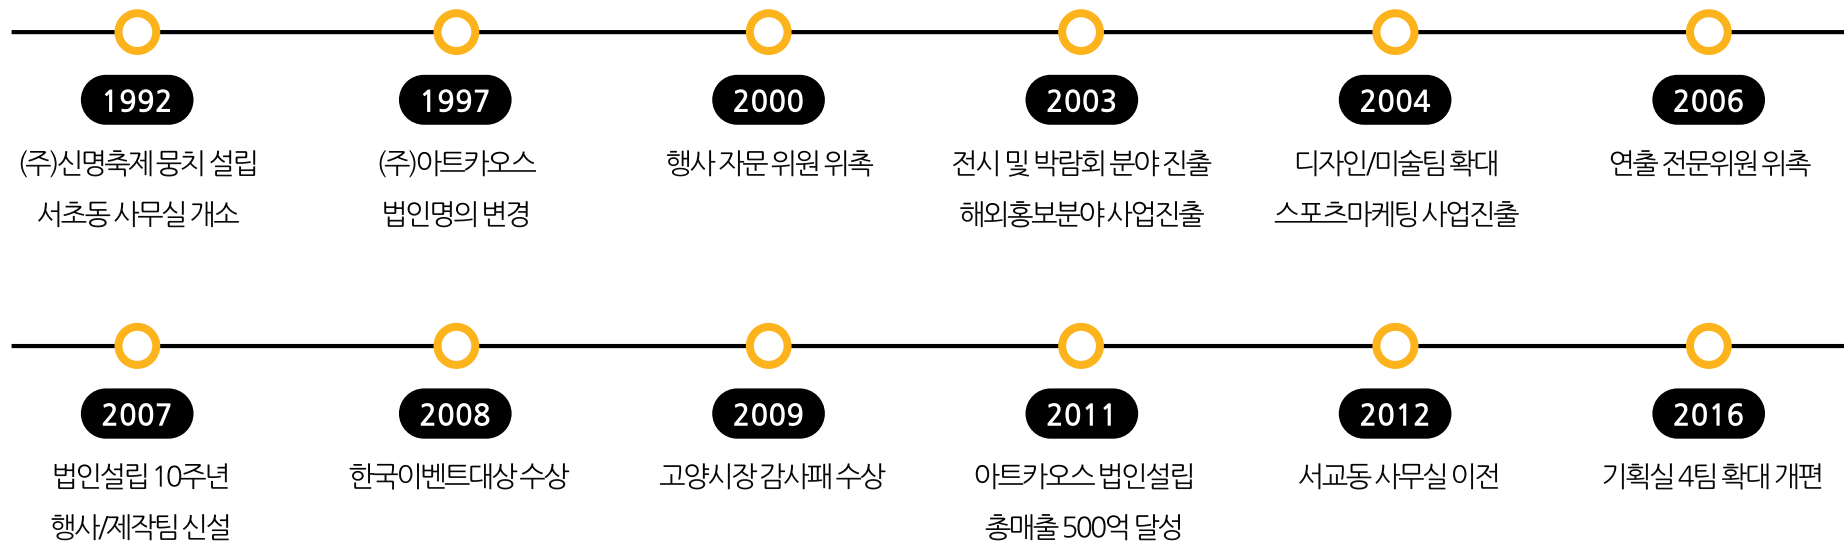 1992
(주)신명축제 뭉치 설립
서초동 사무실 개소
1997
(주)아트카오스
법인명의 변경
2000
행사 자문 위원 위촉
2003
전시 및 박람회 분야 진출
해외홍보분야 사업진출
2004
디자인/미술팀 확대
스포츠마케팅 사업진출
2006
연출 전문위원 위촉
2007
법인설립 10주년
행사/제작팀 신설
2008
한국이벤트대상 수상
2009
고양시장 감사패 수상
2011
아트카오스 법인설립
총매출 500억 달성
2012
서교동 사무실 이전
2016
기획실 4팀 확대 개편